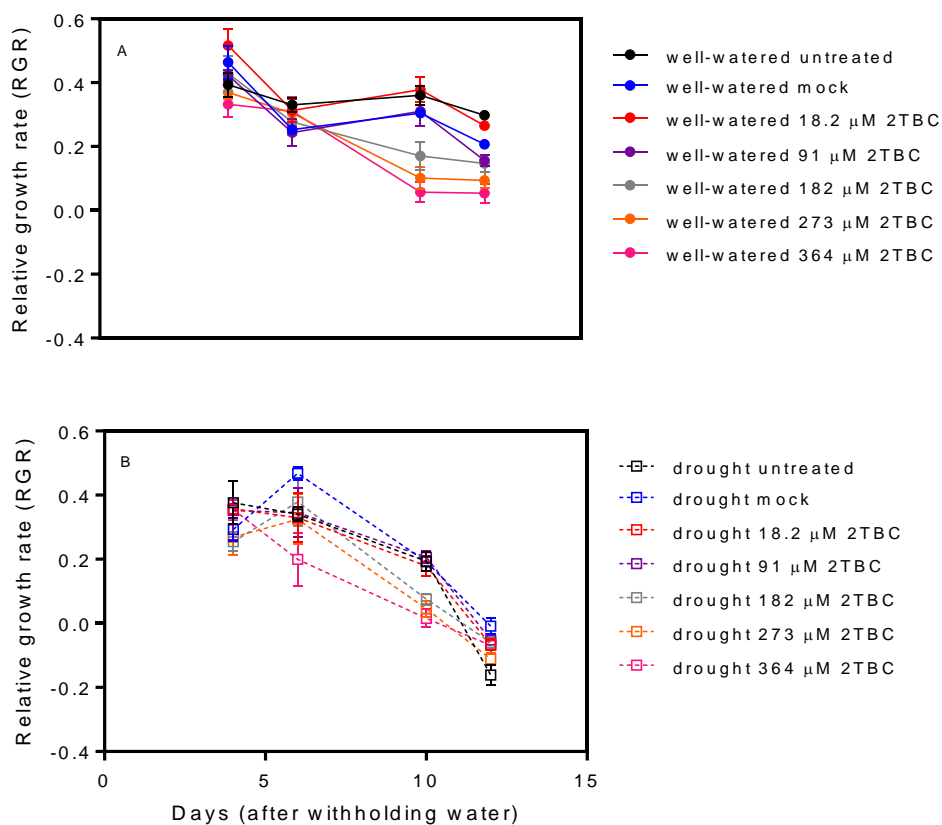 A
Relative growth rate (RGR)
0.6
0.4
0.2
0.0
-0.2
-0.4
well-watered untreated
well-watered mock
well-watered 18.2 μM 2TBC
well-watered 91 μM 2TBC
well-watered 182 μM 2TBC
well-watered 273 μM 2TBC
well-watered 364 μM 2TBC
B
Relative growth rate (RGR)
0.6
0.4
0.2
0.0
-0.2
-0.4
0 5 10 15
Days (after withholding water)
drought untreated
drought mock
drought 18.2 μM 2TBC
drought 91 μM 2TBC
drought 182 μM 2TBC
drought 273 μM 2TBC
drought 364 μM 2TBC